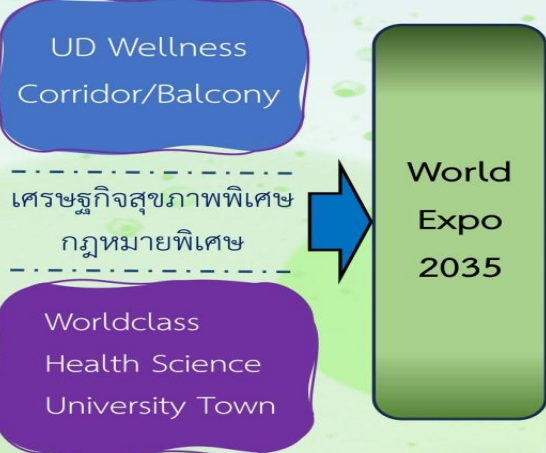 UD Wellness
Corridor/Balcony
เศรษฐกิจสุขภาพพิเศษ
กฎหมายพิเศษ
Worldclass
Health Science
University Town
World
Expo
2035